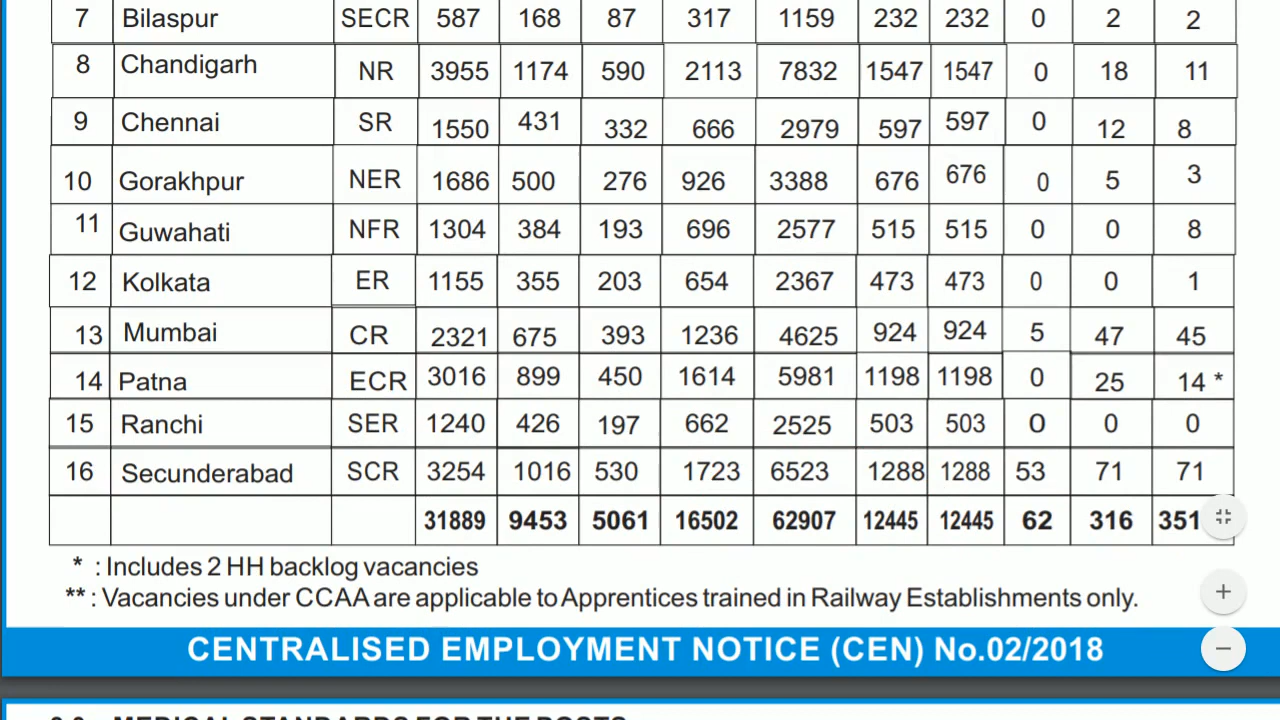 7 Bilaspur SECR 587 168 87 317 1159 232 232 0 2 2
8 Chandigarh NR 3955 1174 590 2113 7832 1547 1547 0 18 11
9 Chennai SR 1550 431 332 666 2979 597 597 0 12 8
10 Gorakhpur NER 1686 500 276 926 3388 676 676 0 5 3
11 Guwahati NFR 1304 384 193 696 2577 515 515 0 0 8
12 Kolkata ER 1155 355 203 654 2367 473 473 0 0 1
13 Mumbai CR 2321 675 393 1236 4625 924 924 5 47 45
14 Patna ECR 3016 899 450 1614 5981 1198 1198 0 25 14 *
15 Ranchi SER 1240 426 197 662 2525 503 503 0 0 0
16 Secunderabad SCR 3254 1016 530 1723 6523 1288 1288 53 71 71
31889 9453 5061 16502 62907 12445 12445 62 316 351
* : Includes 2 HH backlog vacancies
** : Vacancies under CCAA are applicable to Apprentices trained in Railway Establishments only.
CENTRALISED EMPLOYMENT NOTICE (CEN) No.02/2018
MEDICAL STANDARDS FOR THE POSTS